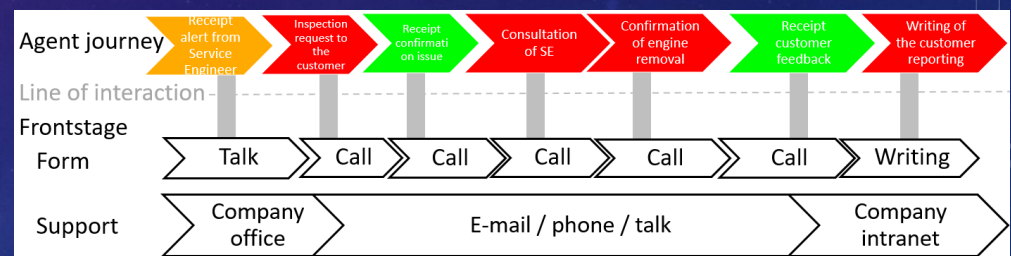 Agent journey
Receipt
alert from
Service
Engineer
Inspection
request to
the
customer
Receipt
confirmati
on issue
Consultation
of SE
Confirmation
of engine
removal
Receipt
customer
feedback
Writing of
the customer
reporting
Line of interaction
Frontstage
Form
Talk
Call
Call
Call
Call
Call
Writing
Support
Company
office
E-mail / phone / talk
Company
intranet